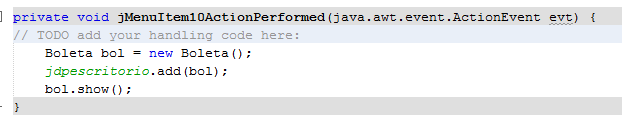 private void jMenuItem10ActionPerformed(java.awt.event.ActionEvent evt) {
// TODO add your handling code here:
    Boleta bol = new Boleta();
    jdpescritorio.add(bol);
    bol.show();
}